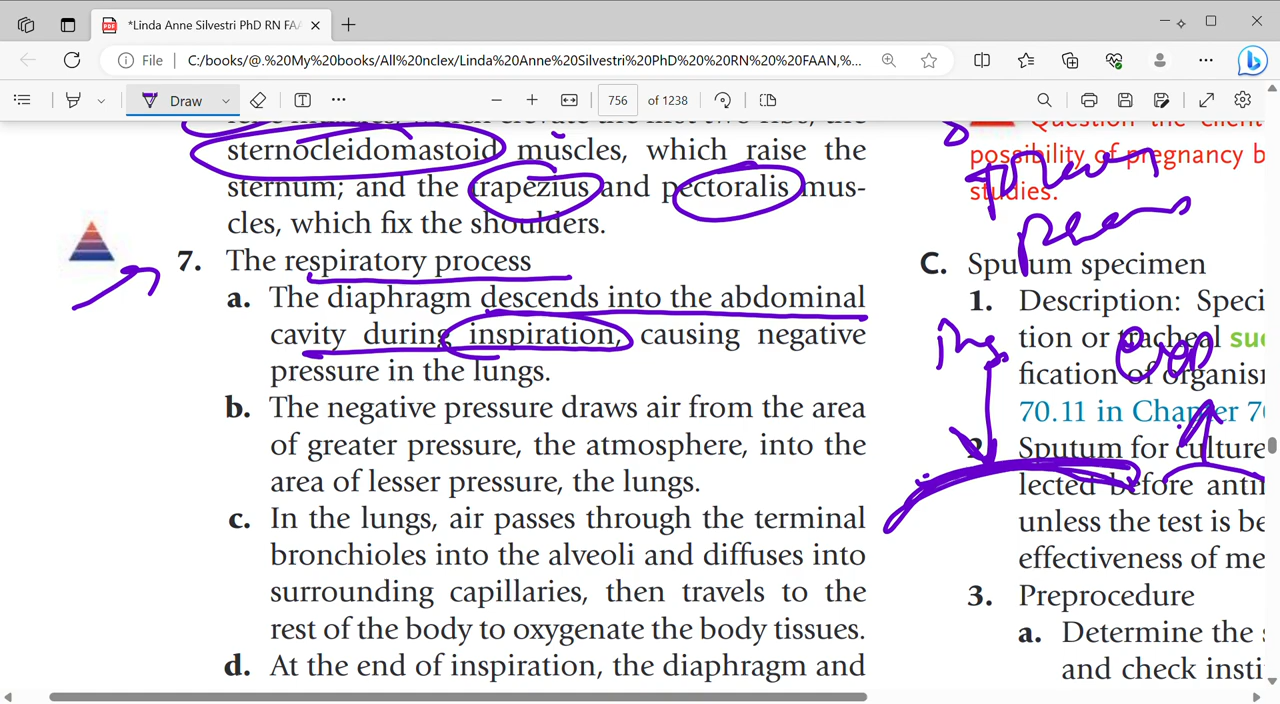 *Linda Anne Silvestri PhD RN FA
File
C:/books/@.%20My%20books/All%20nclex/Linda%20Anne%20Silvestri%20PhD%20%20RN%20%20FAAN,%...
Draw
756 of 1238
sternocleidomastoid muscles, which raise the
sternum; and the trapezius and pectoralis mus-
cles, which fix the shoulders.
7. The respiratory process
a. The diaphragm descends into the abdominal
cavity during inspiration, causing negative
pressure in the lungs.
b. The negative pressure draws air from the area
of greater pressure, the atmosphere, into the
area of lesser pressure, the lungs.
c. In the lungs, air passes through the terminal
bronchioles into the alveoli and diffuses into
surrounding capillaries, then travels to the
rest of the body to oxygenate the body tissues.
d. At the end of inspiration, the diaphragm and
Question the client
possibility of pregnancy b
studies.
C. Sputum specimen
1. Description: Speci
tion or tracheal suc
fication of organis
70.11 in Chapter 70
2. Sputum for culture
lected before anti
unless the test is be
effectiveness of me
3. Preprocedure
a. Determine the s
and check insti